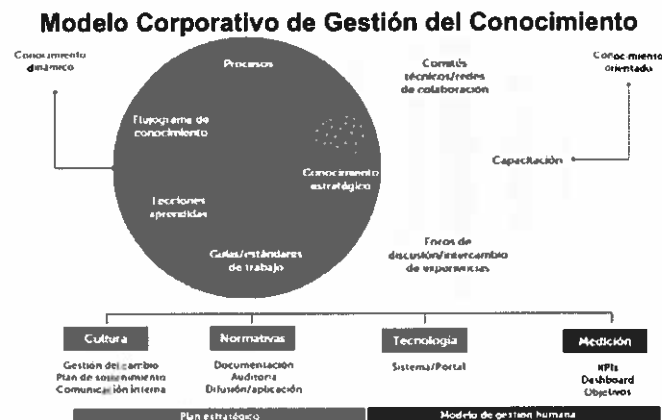 Modelo Corporativo de Gestión del Conocimiento
Conocimiento
dinámico
Procesos
Comités
técnicos/redes
de colaboración
Conocimiento
orientado
Flujograma de
conocimiento
Conocimiento
estratégico
Capacitación
Lecciones
aprendidas
Guías/estándares
de trabajo
Foros de
discusión/intercambio
de experiencias
Cultura
Normativas
Tecnología
Medición
Gestión del cambio
Plan de sostenimiento
Comunicación interna
Documentación
Auditoria
Difusión/aplicación
Sistema/Portal
KPIs
Dashboard
Objetivos
Plan estratégico
Modelo de gestión humana